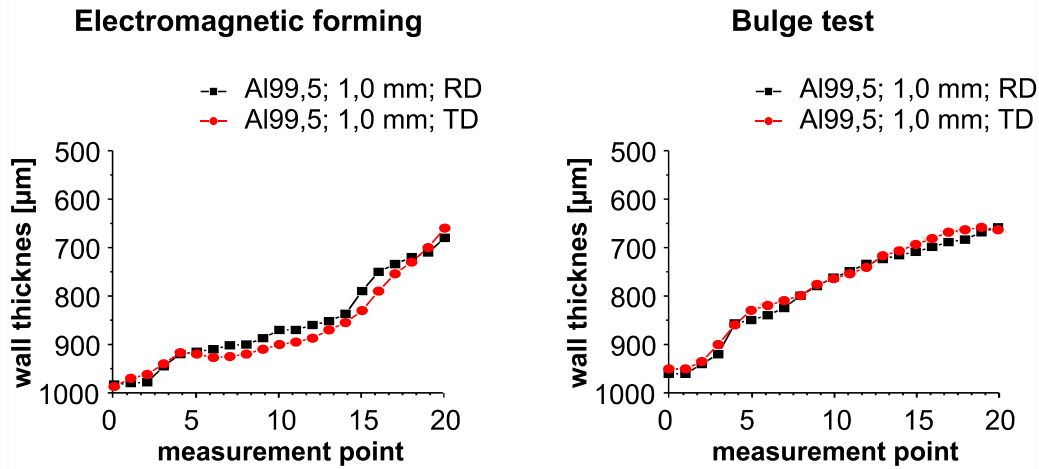 Electromagnetic forming
Al99,5; 1,0 mm; RD
Al99,5; 1,0 mm; TD
500
600
700
800
900
1000
wall thicknes [µm]
0
5
10
15
20
measurement point
Bulge test
Al99,5; 1,0 mm; RD
Al99,5; 1,0 mm; TD
500
600
700
800
900
1000
wall thicknes [µm]
0
5
10
15
20
measurement point